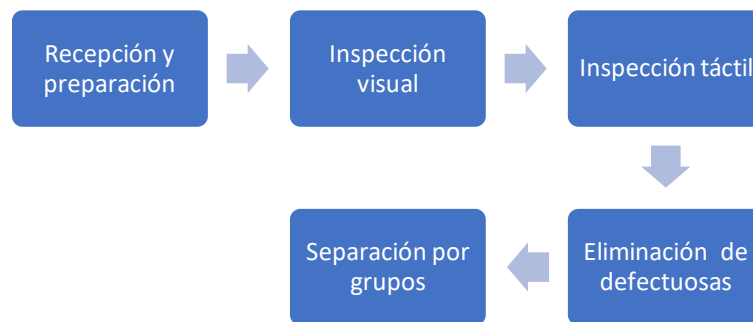 Recepción y
preparación
Inspección
visual
Inspección táctil
Eliminación de
defectuosas
Separación por
grupos